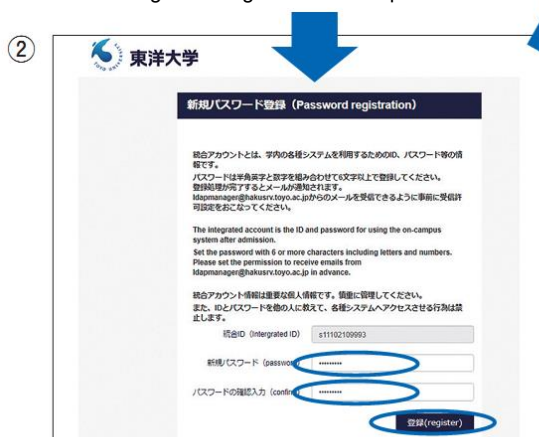 ②
東洋大学
新規パスワード登録（Password registration）
統合アカウントとは、学内の各種システムを利用するためのID、パスワード等の情
報です。
パスワードは半角英字と数字を組み合わせて6文字以上で登録してください。
登録処理が完了するとメールが通知されます。
ldapmanager@hakusrv.toyo.ac.jpからのメールを受信できるように事前に受信許
可設定をおこなってください。
The integrated account is the ID and password for using the on-campus
system after admission.
Set the password with 6 or more characters including letters and numbers.
Please set the permission to receive emails from
ldapmanager@hakusrv.toyo.ac.jp in advance.
統合アカウント情報は重要な個人情報です。慎重に管理してください。
また、IDとパスワードを他の人に教えて、各種システムへアクセスさせる行為は禁
止します。
統合ID（Intergrated ID） s11102109993
新規パスワード（password） •••••••••
パスワードの確認入力（confirm） •••••••••
登録(register)